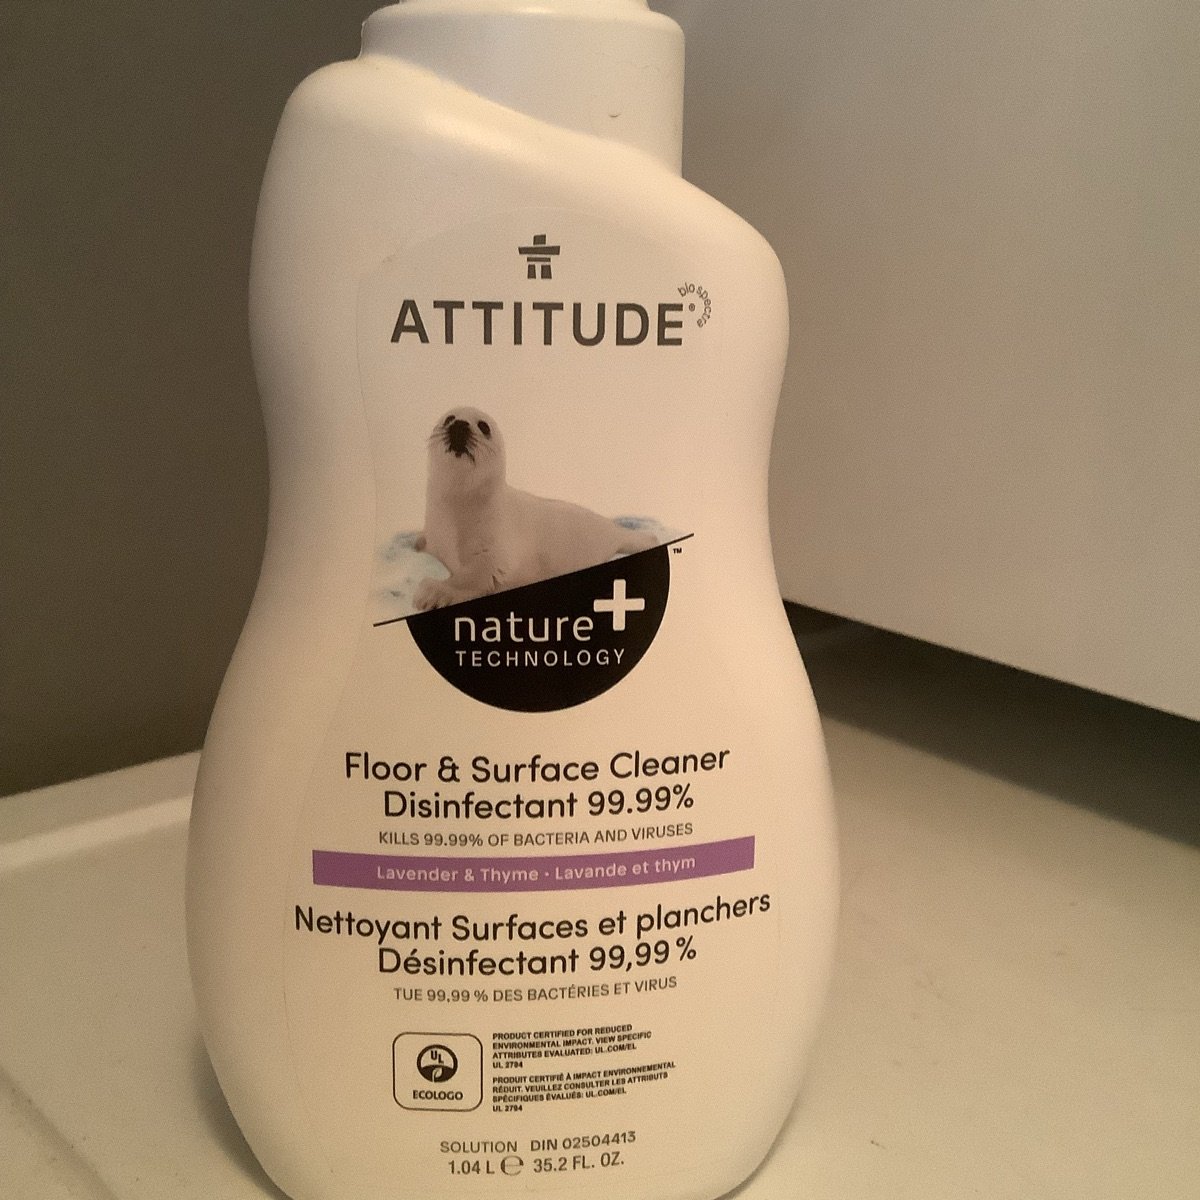 ATTITUDE®
bio spectra
nature+
TECHNOLOGY
™
Floor & Surface Cleaner
Disinfectant 99.99%
KILLS 99.99% OF BACTERIA AND VIRUSES
Lavender & Thyme • Lavande et thym
Nettoyant Surfaces et planchers
Désinfectant 99,99 %
TUE 99,99 % DES BACTÉRIES ET VIRUS
UL
ECOLOGO
PRODUCT CERTIFIED FOR REDUCED
ENVIRONMENTAL IMPACT. VIEW SPECIFIC
ATTRIBUTES EVALUATED: UL.COM/EL
UL 2794
PRODUIT CERTIFIÉ À IMPACT ENVIRONNEMENTAL
RÉDUIT. VEUILLEZ CONSULTER LES ATTRIBUTS
SPÉCIFIQUES ÉVALUÉS: UL.COM/EL
UL 2794
SOLUTION DIN 02504413
1.04 L ℮ 35.2 FL. OZ.